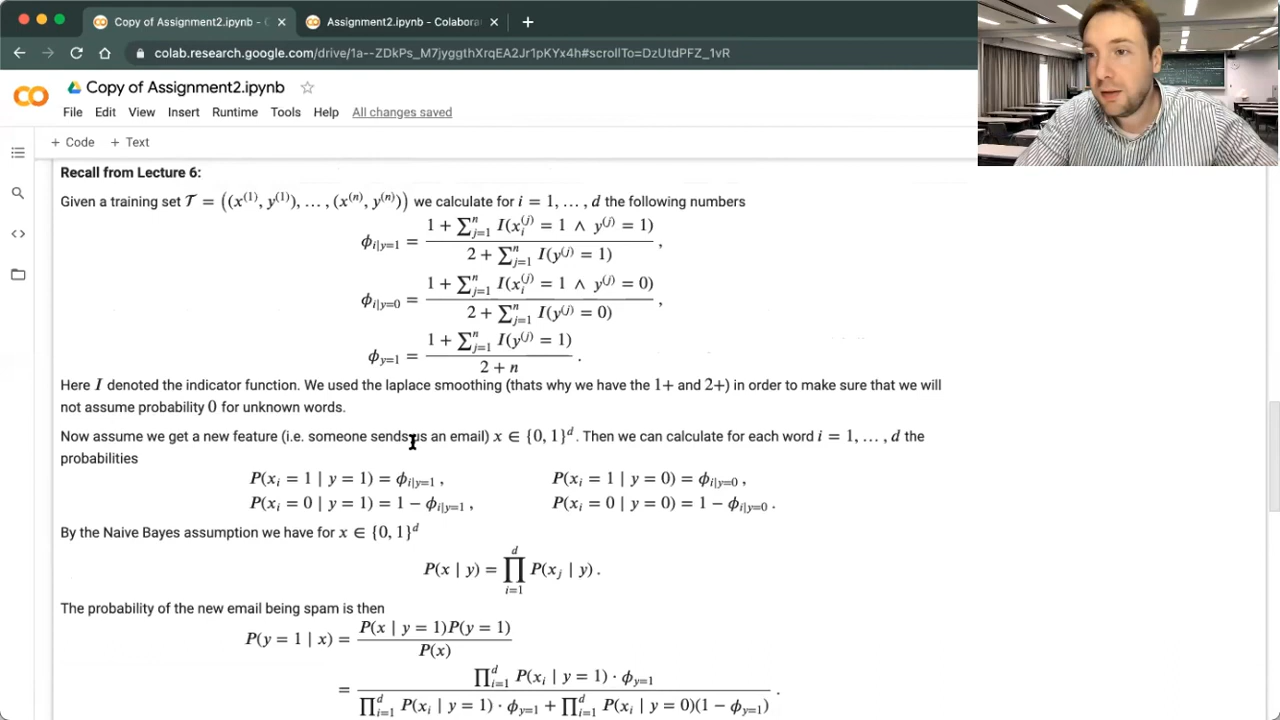 Copy of Assignment2.ipynb - C
Assignment2.ipynb - Colabora
colab.research.google.com/drive/1a--ZDkPs_M7jyggthXrqEA2Jr1pKYx4h#scrollTo=DzUtdPFZ_1vR
Copy of Assignment2.ipynb
File Edit View Insert Runtime Tools Help All changes saved
+ Code + Text
Recall from Lecture 6:
Given a training set 𝒯 = ((x^(1), y^(1)), … , (x^(n), y^(n))) we calculate for i = 1, … , d the following numbers
ϕ_{i|y=1} = (1 + ∑_{j=1}^n I(x_i^(j) = 1 ∧ y^(j) = 1)) / (2 + ∑_{j=1}^n I(y^(j) = 1)) ,
ϕ_{i|y=0} = (1 + ∑_{j=1}^n I(x_i^(j) = 1 ∧ y^(j) = 0)) / (2 + ∑_{j=1}^n I(y^(j) = 0)) ,
ϕ_{y=1} = (1 + ∑_{j=1}^n I(y^(j) = 1)) / (2 + n) .
Here I denoted the indicator function. We used the laplace smoothing (thats why we have the 1+ and 2+) in order to make sure that we will
not assume probability 0 for unknown words.
Now assume we get a new feature (i.e. someone sends us an email) x ∈ {0, 1}^d. Then we can calculate for each word i = 1, … , d the
probabilities
P(x_i = 1 | y = 1) = ϕ_{i|y=1} , P(x_i = 1 | y = 0) = ϕ_{i|y=0} ,
P(x_i = 0 | y = 1) = 1 − ϕ_{i|y=1} , P(x_i = 0 | y = 0) = 1 − ϕ_{i|y=0} .
By the Naive Bayes assumption we have for x ∈ {0, 1}^d
P(x | y) = ∏_{i=1}^d P(x_j | y) .
The probability of the new email being spam is then
P(y = 1 | x) = P(x | y = 1)P(y = 1) / P(x)
= ∏_{i=1}^d P(x_i | y = 1) · ϕ_{y=1} / (∏_{i=1}^d P(x_i | y = 1) · ϕ_{y=1} + ∏_{i=1}^d P(x_i | y = 0)(1 − ϕ_{y=1})) .